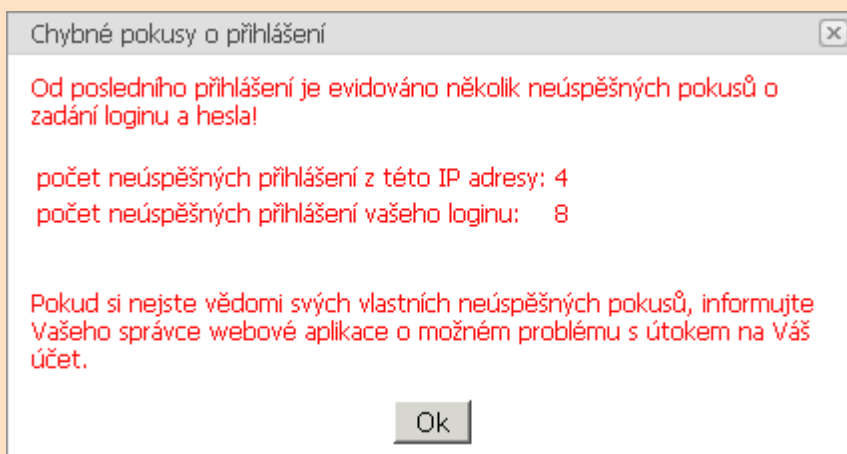 Chybné pokusy o přihlášení
Od posledního přihlášení je evidováno několik neúspěšných pokusů o
zadání loginu a hesla!
počet neúspěšných přihlášení z této IP adresy: 4
počet neúspěšných přihlášení vašeho loginu: 8
Pokud si nejste vědomi svých vlastních neúspěšných pokusů, informujte
Vašeho správce webové aplikace o možném problému s útokem na Váš
účet.
Ok